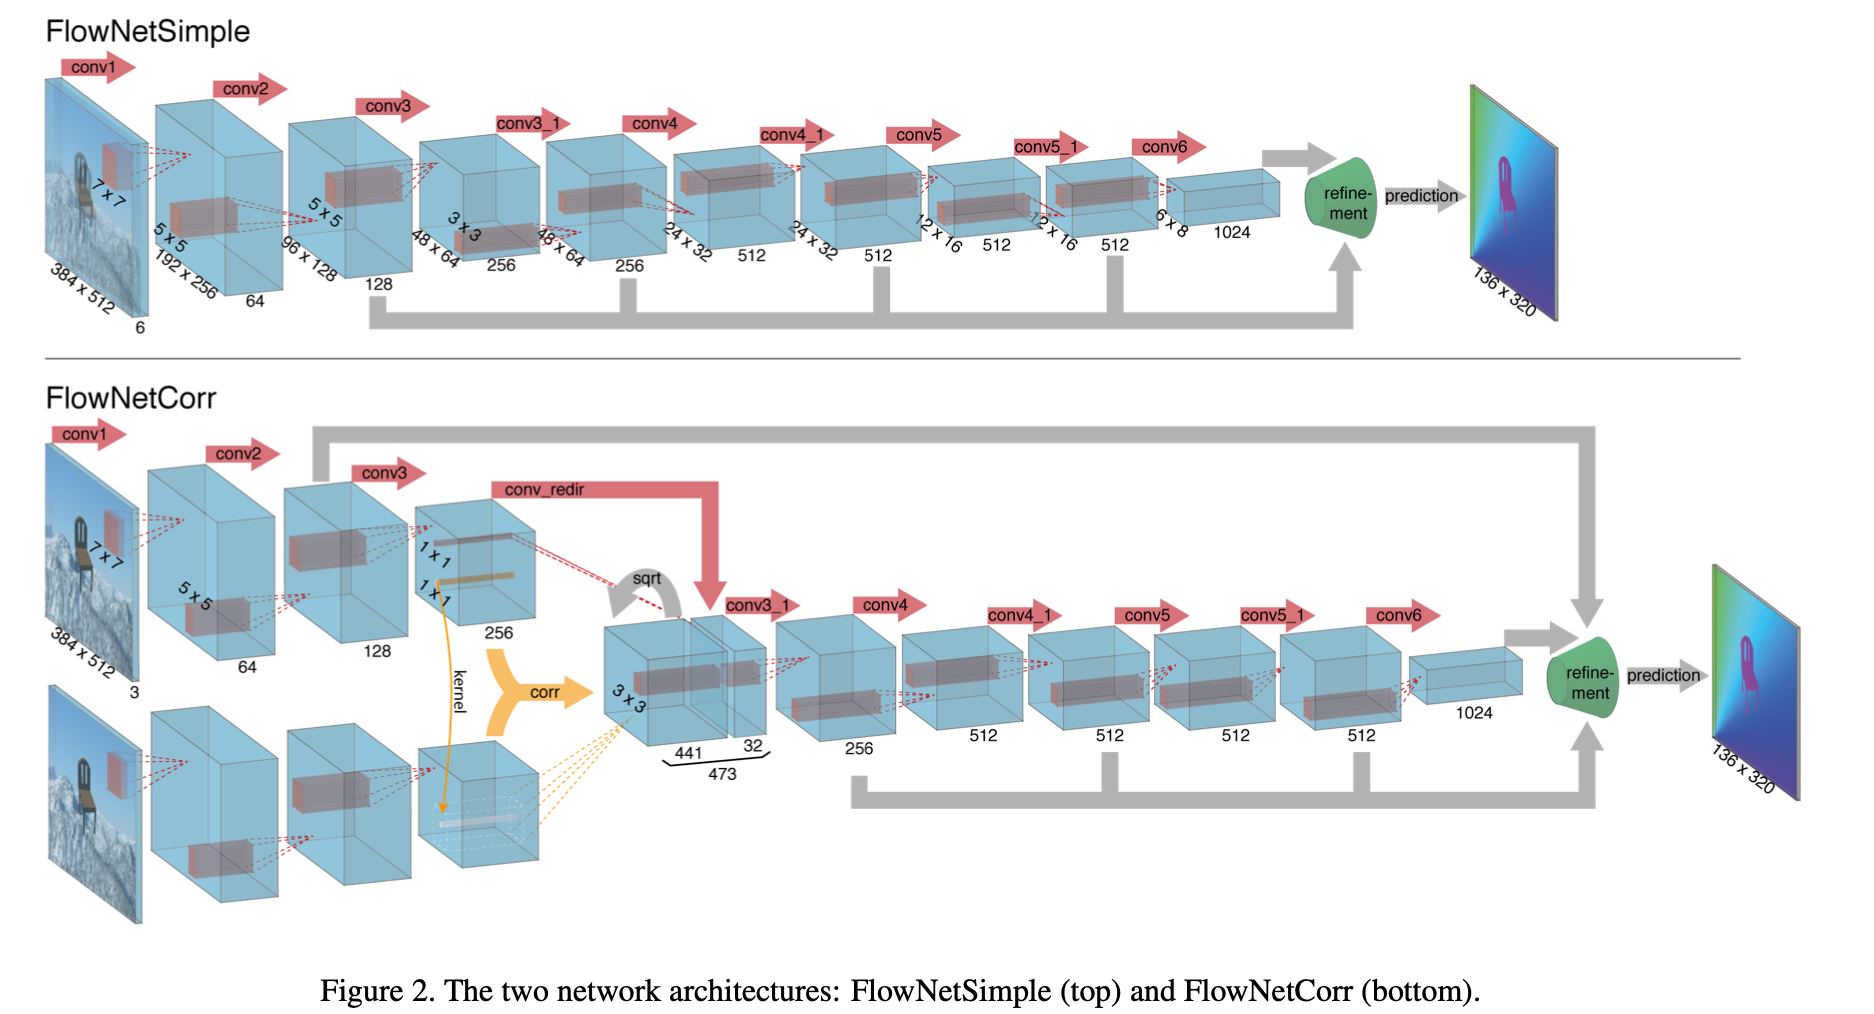 FlowNetSimple
conv1
conv2
conv3
conv3_1
conv4
conv4_1
conv5
conv5_1
conv6
7 x 7
5 x 5
5 x 5
3 x 3
384 x 512
192 x 256
96 x 128
48 x 64
48 x 64
24 x 32
24 x 32
12 x 16
12 x 16
6 x 8
6
64
128
256
256
512
512
512
512
1024
refine-
ment
prediction
136 x 320
FlowNetCorr
conv1
conv2
conv3
conv_redir
sqrt
conv3_1
conv4
conv4_1
conv5
conv5_1
conv6
7 x 7
5 x 5
1 x 1
1 x 1
384 x 512
3
64
128
256
kernel
corr
3 x 3
441
32
473
256
512
512
512
512
1024
refine-
ment
prediction
136 x 320
Figure 2. The two network architectures: FlowNetSimple (top) and FlowNetCorr (bottom).